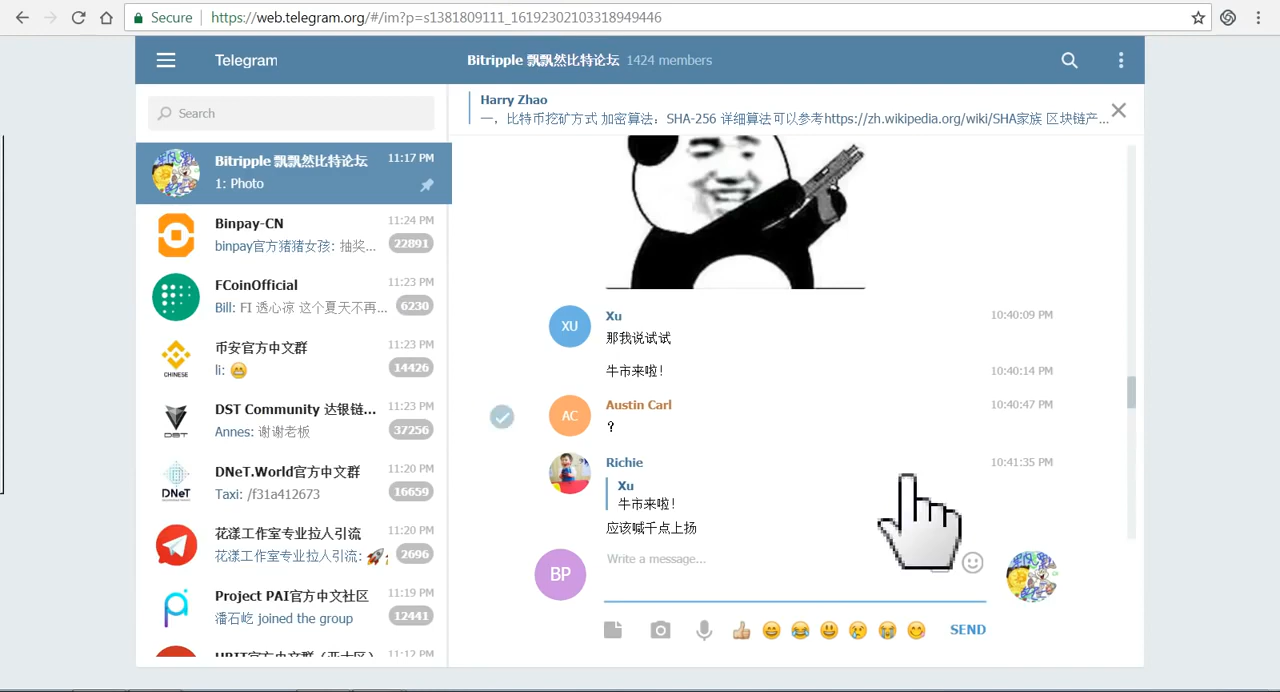 Secure
https://web.telegram.org/#/im?p=s1381809111_16192302103318949446
Telegram
Bitripple 飘飘然比特论坛 1424 members
Search
Harry Zhao
一，比特币挖矿方式 加密算法：SHA-256 详细算法可以参考https://zh.wikipedia.org/wiki/SHA家族 区块链产...
Bitripple 飘飘然比特论坛 11:17 PM
1: Photo
Binpay-CN 11:24 PM
binpay官方猪猪女孩: 抽奖... 22891
FCoinOfficial 11:23 PM
Bill: FI 透心凉 这个夏天不再... 6230
币安官方中文群 11:23 PM
CHINESE
li: 😁 14426
DST Community 达银链... 11:23 PM
DST
Annes: 谢谢老板 37256
DNeT.World官方中文群 11:20 PM
DNeT
Taxi: /f31a412673 16659
花漾工作室专业拉人引流 11:20 PM
花漾工作室专业拉人引流: 🚀 2696
Project PAI官方中文社区 11:19 PM
潘石屹 joined the group 12441
11:12 PM
XU
Xu 10:40:09 PM
那我说试试
牛市来啦！ 10:40:14 PM
AC
Austin Carl 10:40:47 PM
？
Richie 10:41:35 PM
Xu
牛市来啦！
应该喊千点上扬
BP
Write a message...
SEND